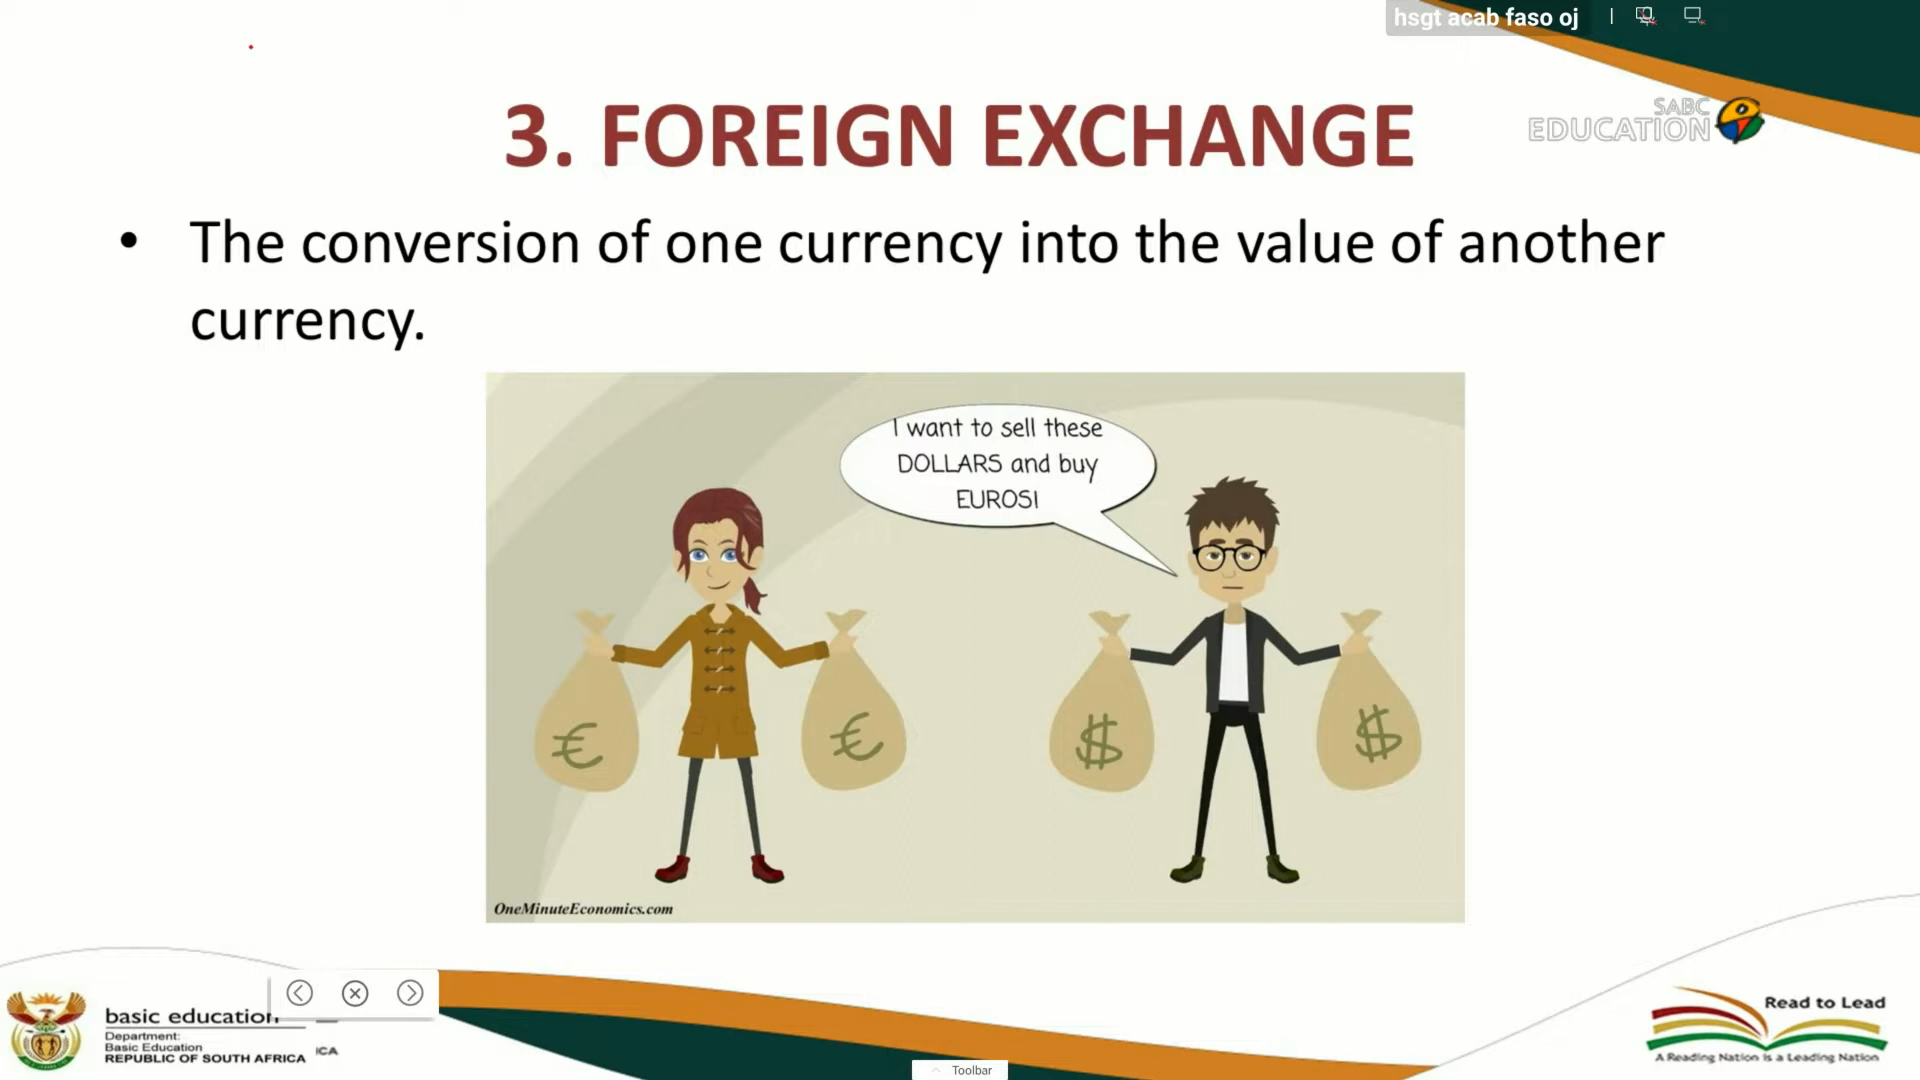 hsgt acab faso oj
SABC
EDUCATION
3. FOREIGN EXCHANGE
• The conversion of one currency into the value of another
currency.
I want to sell these
DOLLARS and buy
EUROS!
€ € $ $
OneMinuteEconomics.com
basic education
Department:
Basic Education
REPUBLIC OF SOUTH AFRICA
ICA
Read to Lead
A Reading Nation is a Leading Nation
Toolbar